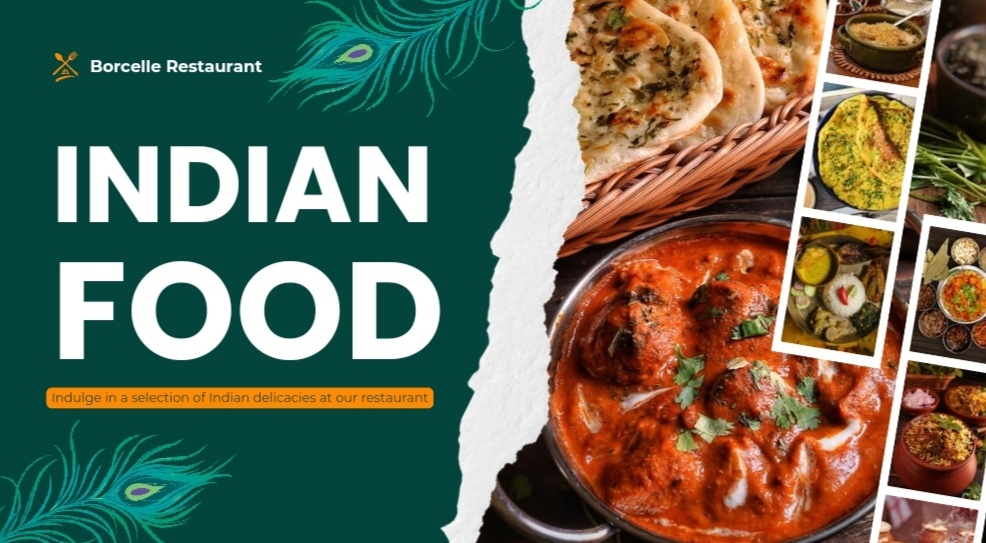 Borcelle Restaurant
INDIAN
FOOD
Indulge in a selection of Indian delicacies at our restaurant